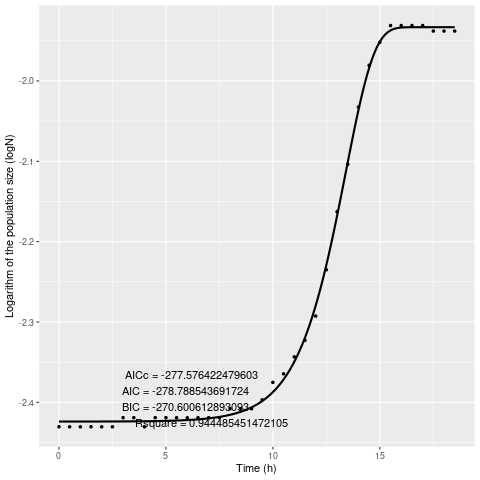 -2.0
-2.1
-2.2
-2.3
-2.4
Logarithm of the population size (logN)
AICc = -277.576422479603
AIC = -278.788543691724
BIC = -270.600612893093
Rsquare = 0.944485451472105
0
5
10
15
Time (h)